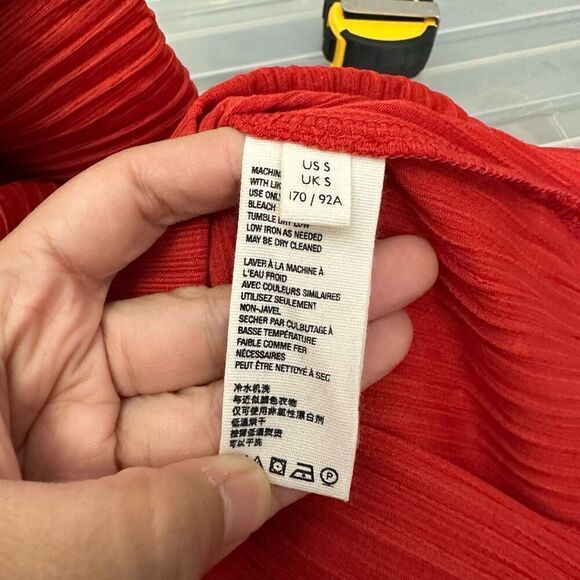 US S
UK S
170 / 92A
MACHIN
WITH LIK
USE ONL
BLEACH
TUMBLE DRY LOW
LOW IRON AS NEEDED
MAY BE DRY CLEANED
LAVER À LA MACHINE À
L'EAU FROID
AVEC COULEURS SIMILAIRES
UTILISEZ SEULEMENT
NON-JAVEL
SECHER PAR CULBUTAGE À
BASSE TEMPÉRATURE
FAIBLE COMME FER
NÉCESSAIRES
PEUT ÊTRE NETTOYÉ À SEC
冷水机洗
与近似颜色衣物
仅可使用非氯性漂白剂
低温烘干
按需低温熨烫
可以干洗
P